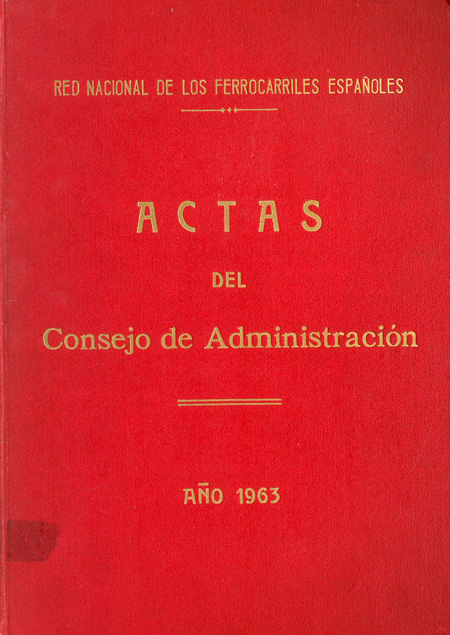 RED NACIONAL DE LOS FERROCARRILES ESPAÑOLES
ACTAS
DEL
Consejo de Administración
AÑO 1963